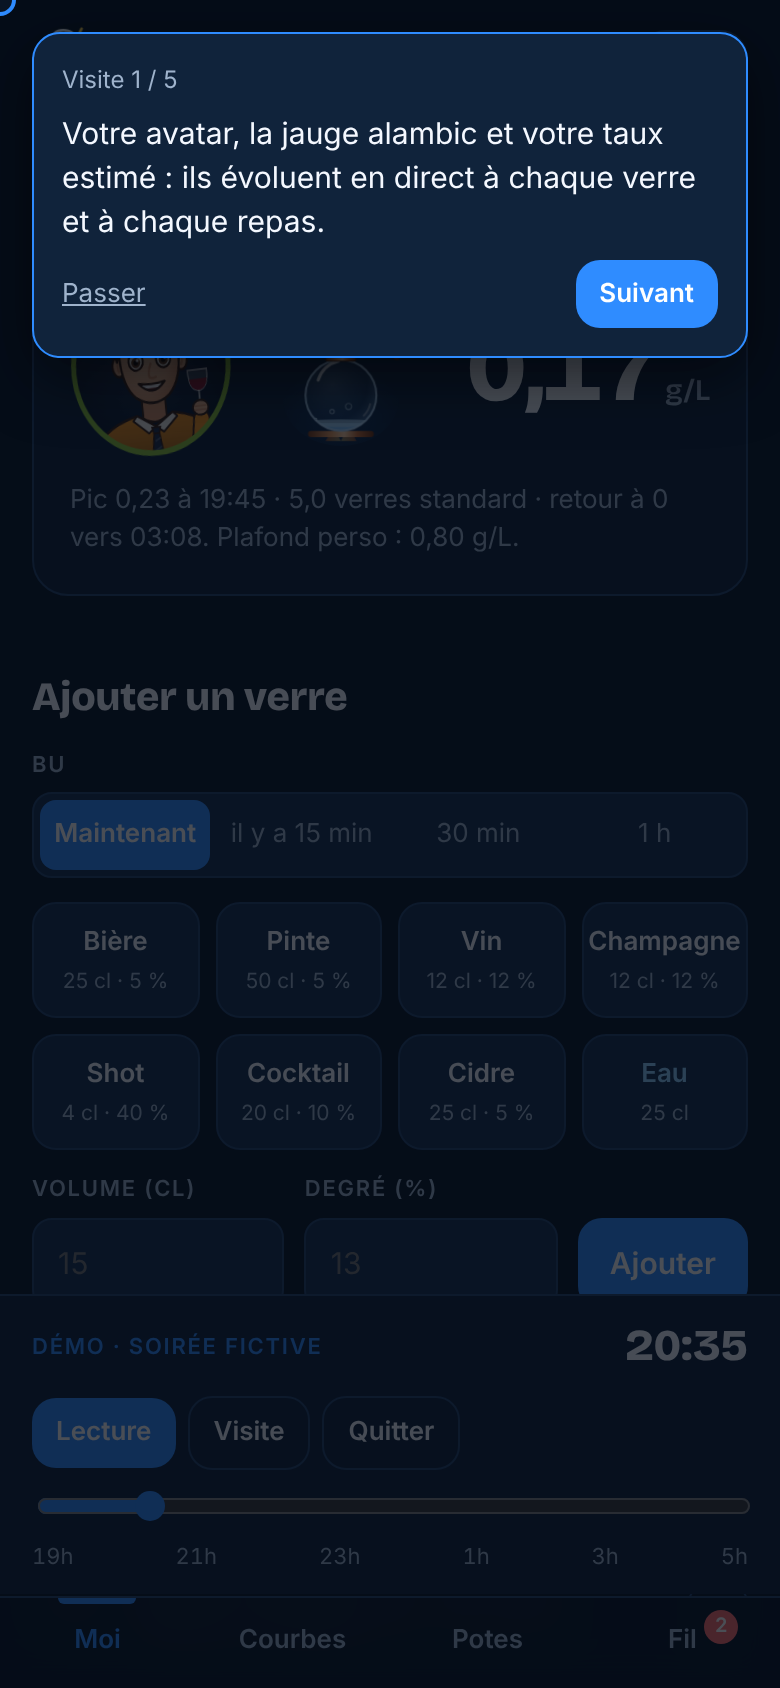 Visite 1 / 5
Votre avatar, la jauge alambic et votre taux
estimé : ils évoluent en direct à chaque verre
et à chaque repas.
Passer
Suivant
0,17 g/L
Pic 0,23 à 19:45 · 5,0 verres standard · retour à 0
vers 03:08. Plafond perso : 0,80 g/L.
Ajouter un verre
BU
Maintenant il y a 15 min 30 min 1 h
Bière Pinte Vin Champagne
25 cl · 5 % 50 cl · 5 % 12 cl · 12 % 12 cl · 12 %
Shot Cocktail Cidre Eau
4 cl · 40 % 20 cl · 10 % 25 cl · 5 % 25 cl
VOLUME (CL) DEGRÉ (%)
15 13 Ajouter
DÉMO · SOIRÉE FICTIVE 20:35
Lecture Visite Quitter
19h 21h 23h 1h 3h 5h
Moi Courbes Potes Fil 2